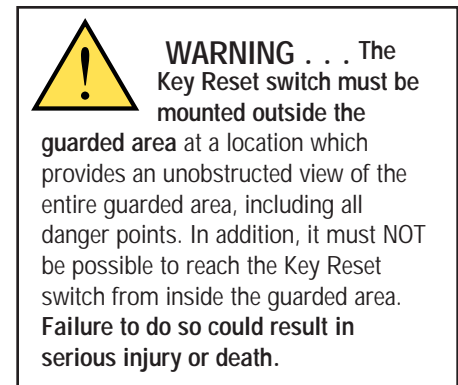 WARNING . . . The
Key Reset switch must be
mounted outside the
guarded area at a location which
provides an unobstructed view of the
entire guarded area, including all
danger points. In addition, it must NOT
be possible to reach the Key Reset
switch from inside the guarded area.
Failure to do so could result in
serious injury or death.